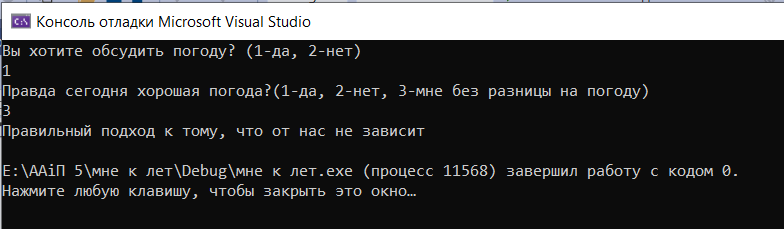 Консоль отладки Microsoft Visual Studio
Вы хотите обсудить погоду? (1-да, 2-нет)
1
Правда сегодня хорошая погода?(1-да, 2-нет, 3-мне без разницы на погоду)
3
Правильный подход к тому, что от нас не зависит
E:\ААiП 5\мне к лет\Debug\мне к лет.exe (процесс 11568) завершил работу с кодом 0.
Нажмите любую клавишу, чтобы закрыть это окно…